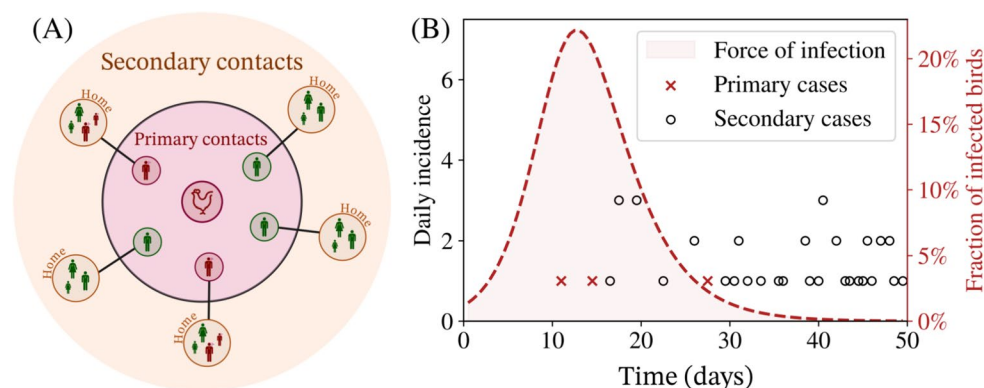 (A)
Secondary contacts
Home
Home
Primary contacts
Home
Home
Home
(B)
Daily incidence
6
4
2
0
Force of infection
Primary cases
Secondary cases
20%
15%
10%
5%
0%
Fraction of infected birds
0
10
20
30
40
50
Time (days)